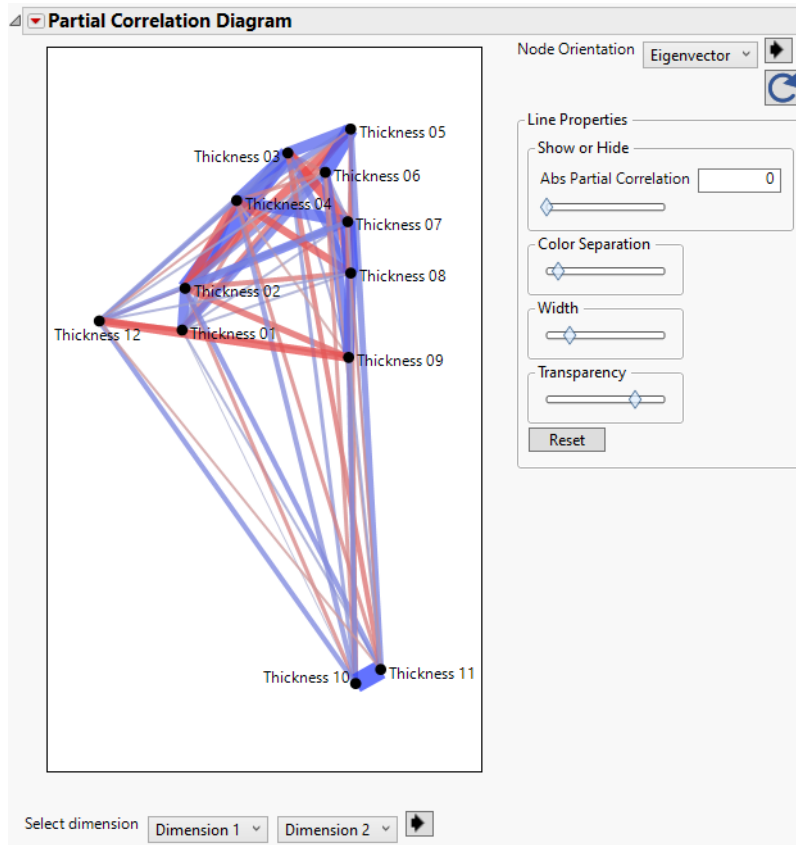 Partial Correlation Diagram
Node Orientation Eigenvector
Line Properties
Show or Hide
Abs Partial Correlation 0
Color Separation
Width
Transparency
Reset
Thickness 05
Thickness 03
Thickness 06
Thickness 04
Thickness 07
Thickness 08
Thickness 02
Thickness 12
Thickness 01
Thickness 09
Thickness 10
Thickness 11
Select dimension Dimension 1 Dimension 2